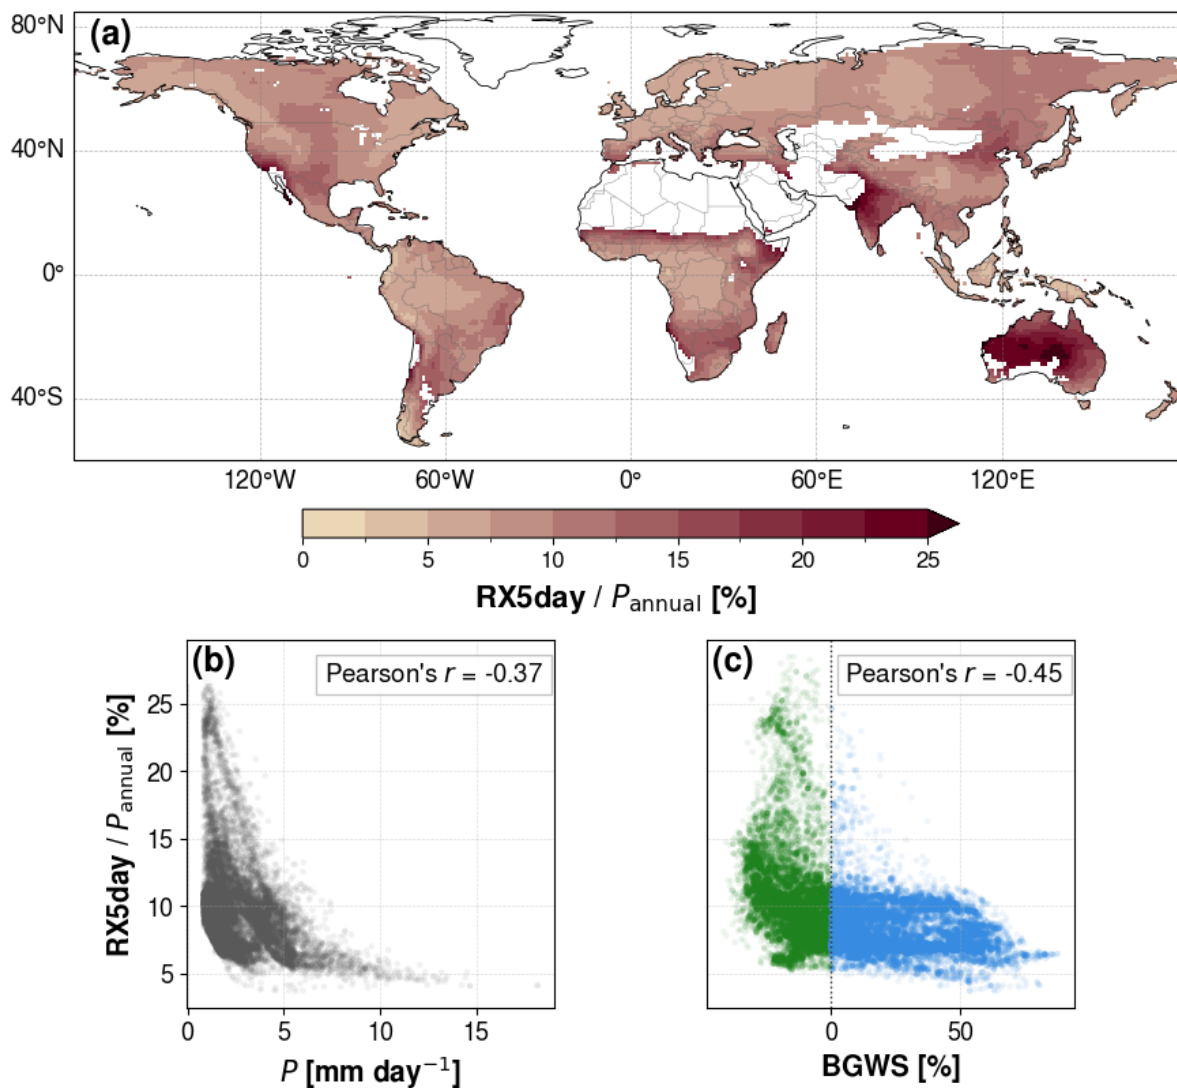 (a)
80°N
40°N
0°
40°S
120°W 60°W 0° 60°E 120°E
0 5 10 15 20 25
RX5day / P_annual [%]
(b)
Pearson's r = -0.37
RX5day / P_annual [%]
25
20
15
10
5
0 5 10 15
P [mm day⁻¹]
(c)
Pearson's r = -0.45
0 50
BGWS [%]